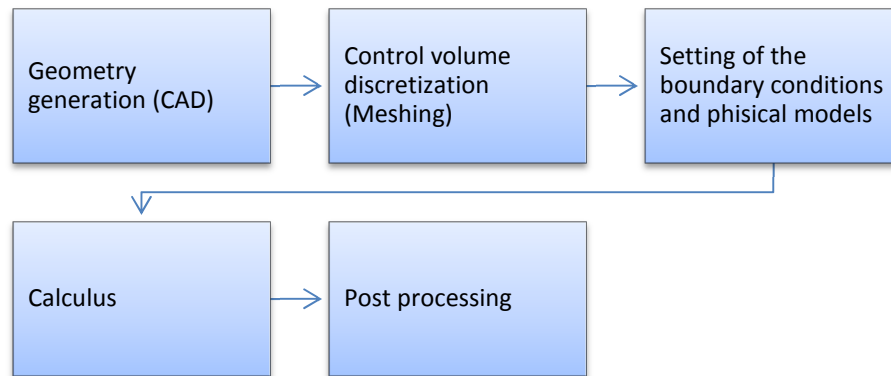 Geometry
generation (CAD)
Control volume
discretization
(Meshing)
Setting of the
boundary conditions
and phisical models
Calculus
Post processing